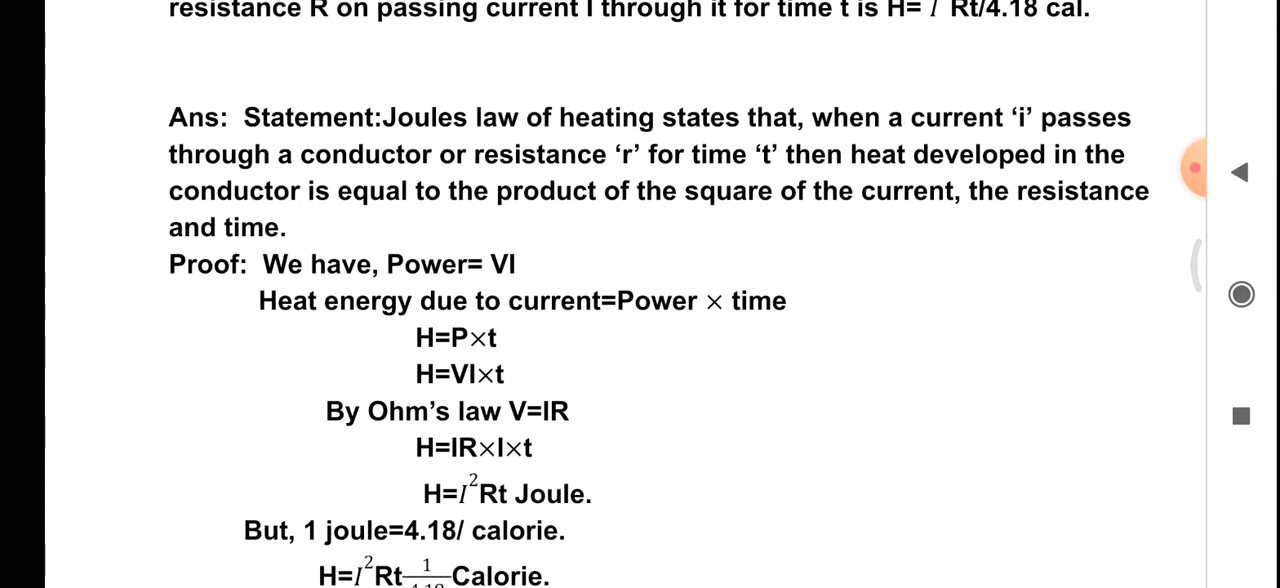 resistance R on passing current I through it for time t is H= I Rt/4.18 cal.
Ans: Statement:Joules law of heating states that, when a current ‘i’ passes
through a conductor or resistance ‘r’ for time ‘t’ then heat developed in the
conductor is equal to the product of the square of the current, the resistance
and time.
Proof: We have, Power= VI
Heat energy due to current=Power × time
H=P×t
H=VI×t
By Ohm’s law V=IR
H=IR×I×t
H=I²Rt Joule.
But, 1 joule=4.18/ calorie.
H=I²Rt 1/4.18 Calorie.